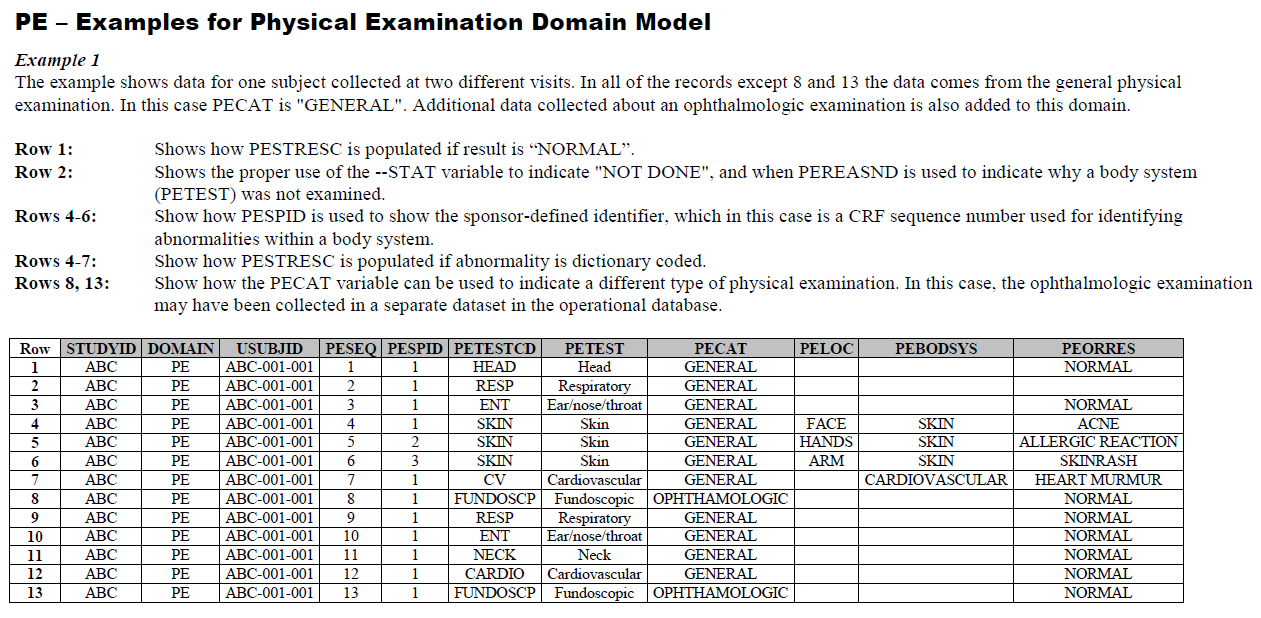 PE – Examples for Physical Examination Domain Model
Example 1
The example shows data for one subject collected at two different visits. In all of the records except 8 and 13 the data comes from the general physical
examination. In this case PECAT is "GENERAL". Additional data collected about an ophthalmologic examination is also added to this domain.
Row 1: Shows how PESTRESC is populated if result is “NORMAL”.
Row 2: Shows the proper use of the --STAT variable to indicate "NOT DONE", and when PEREASND is used to indicate why a body system
(PETEST) was not examined.
Rows 4-6: Show how PESPID is used to show the sponsor-defined identifier, which in this case is a CRF sequence number used for identifying
abnormalities within a body system.
Rows 4-7: Show how PESTRESC is populated if abnormality is dictionary coded.
Rows 8, 13: Show how the PECAT variable can be used to indicate a different type of physical examination. In this case, the ophthalmologic examination
may have been collected in a separate dataset in the operational database.
Row STUDYID DOMAIN USUBJID PESEQ PESPID PETESTCD PETEST PECAT PELOC PEBODSYS PEORRES
1 ABC PE ABC-001-001 1 1 HEAD Head GENERAL NORMAL
2 ABC PE ABC-001-001 2 1 RESP Respiratory GENERAL
3 ABC PE ABC-001-001 3 1 ENT Ear/nose/throat GENERAL NORMAL
4 ABC PE ABC-001-001 4 1 SKIN Skin GENERAL FACE SKIN ACNE
5 ABC PE ABC-001-001 5 2 SKIN Skin GENERAL HANDS SKIN ALLERGIC REACTION
6 ABC PE ABC-001-001 6 3 SKIN Skin GENERAL ARM SKIN SKINRASH
7 ABC PE ABC-001-001 7 1 CV Cardiovascular GENERAL CARDIOVASCULAR HEART MURMUR
8 ABC PE ABC-001-001 8 1 FUNDOSCP Fundoscopic OPHTHAMOLOGIC NORMAL
9 ABC PE ABC-001-001 9 1 RESP Respiratory GENERAL NORMAL
10 ABC PE ABC-001-001 10 1 ENT Ear/nose/throat GENERAL NORMAL
11 ABC PE ABC-001-001 11 1 NECK Neck GENERAL NORMAL
12 ABC PE ABC-001-001 12 1 CARDIO Cardiovascular GENERAL NORMAL
13 ABC PE ABC-001-001 13 1 FUNDOSCP Fundoscopic OPHTHAMOLOGIC NORMAL